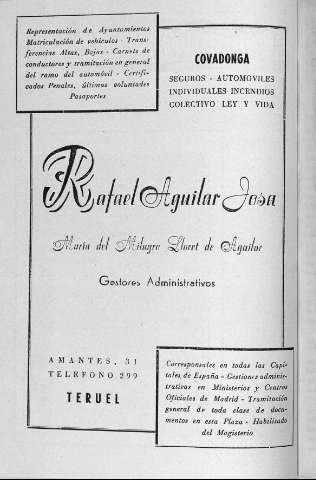 Representación de Ayuntamientos
Matriculación de vehículos - Trans-
ferencias Altas, Bajas - Carnets de
conductores y tramitación en general
del ramo del automóvil - Certifi-
cados Penales, últimas voluntades
Pasaportes
COVADONGA
SEGUROS - AUTOMOVILES
INDIVIDUALES INCENDIOS
COLECTIVO LEY Y VIDA
Rafael Aguilar Josa
María del Milagro Lloret de Aguilar
Gestores Administrativos
AMANTES, 31
TELEFONO 299
TERUEL
Corresponsales en todas las Capi-
tales de España - Gestiones adminis-
trativas en Ministerios y Centros
Oficiales de Madrid - Tramitación
general de toda clase de docu-
mentos en esta Plaza - Habilitado
del Magisterio